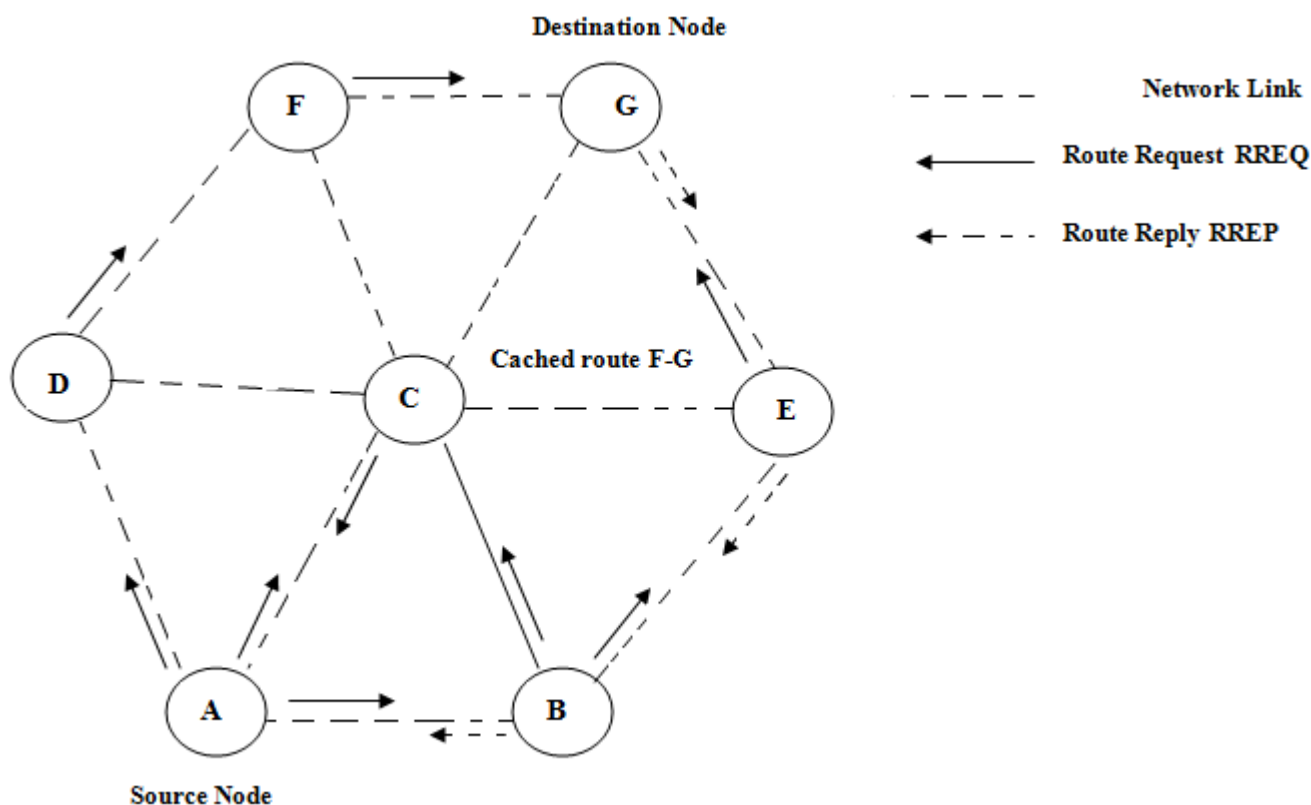 Destination Node
F
G
Network Link
Route Request RREQ
Route Reply RREP
Cached route F-G
D
C
E
A
B
Source Node